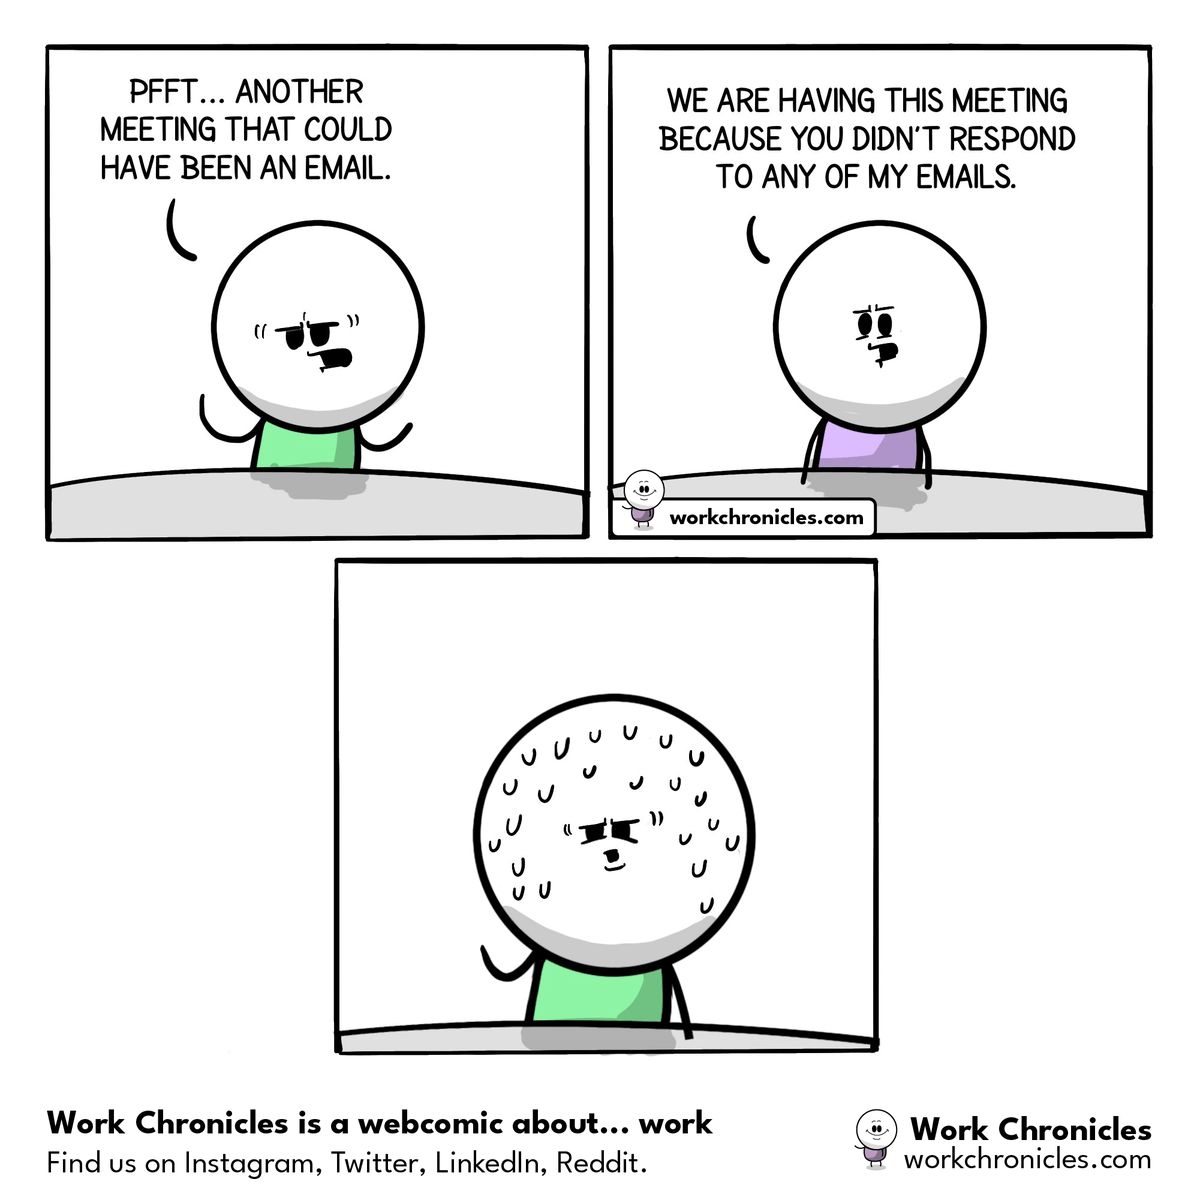 PFFT... ANOTHER
MEETING THAT COULD
HAVE BEEN AN EMAIL.
WE ARE HAVING THIS MEETING
BECAUSE YOU DIDN'T RESPOND
TO ANY OF MY EMAILS.
workchronicles.com
Work Chronicles is a webcomic about... work
Find us on Instagram, Twitter, LinkedIn, Reddit.
Work Chronicles
workchronicles.com